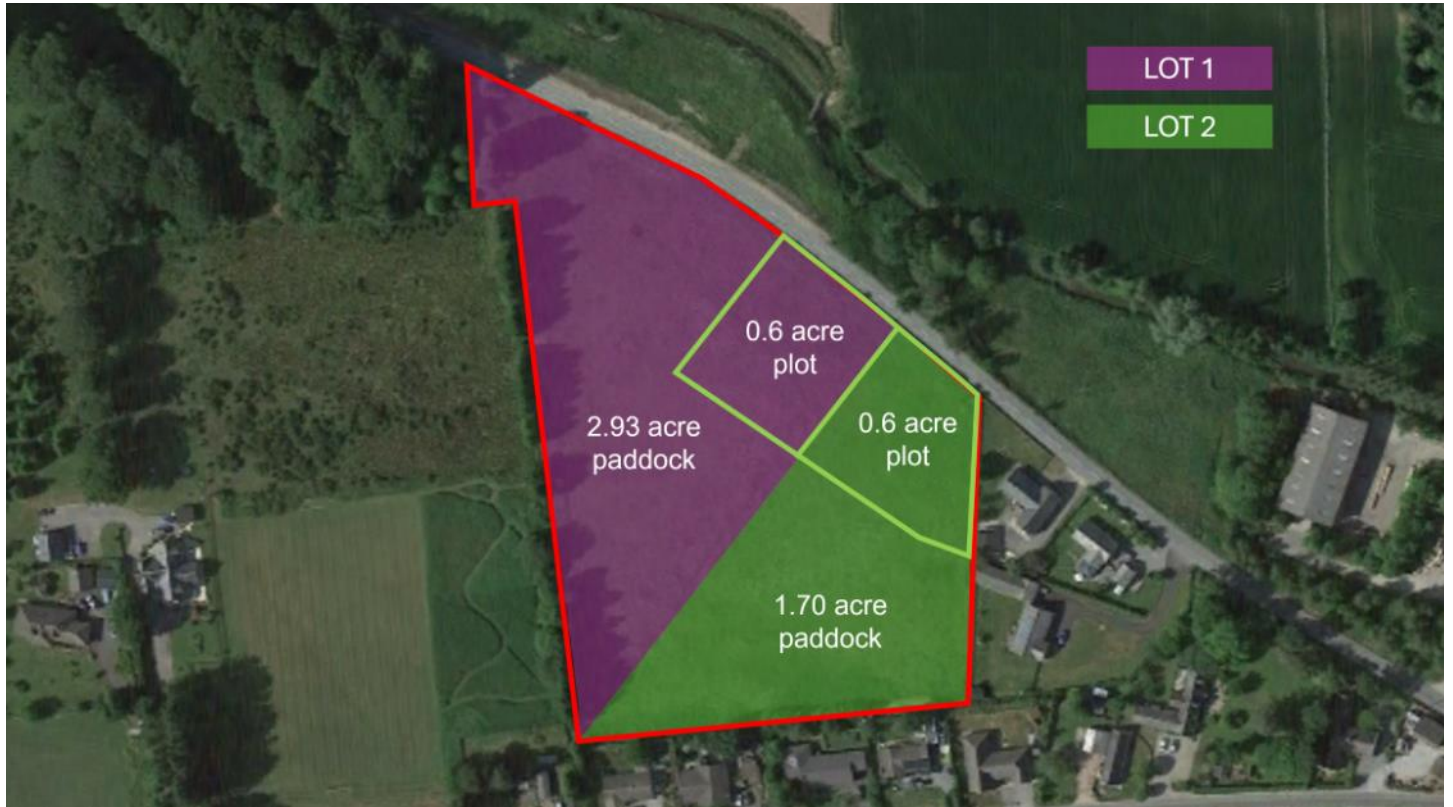 LOT 1
LOT 2
0.6 acre
plot
2.93 acre
paddock
0.6 acre
plot
1.70 acre
paddock